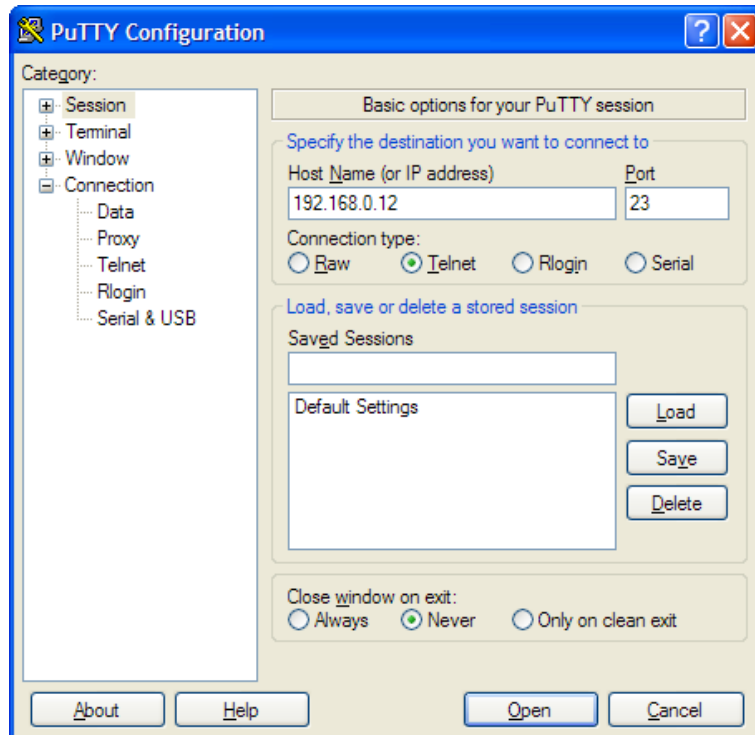 PuTTY Configuration
Category:
Session
Terminal
Window
Connection
Data
Proxy
Telnet
Rlogin
Serial & USB
Basic options for your PuTTY session
Specify the destination you want to connect to
Host Name (or IP address) Port
192.168.0.12 23
Connection type:
Raw Telnet Rlogin Serial
Load, save or delete a stored session
Saved Sessions
Default Settings
Load
Save
Delete
Close window on exit:
Always Never Only on clean exit
About Help Open Cancel